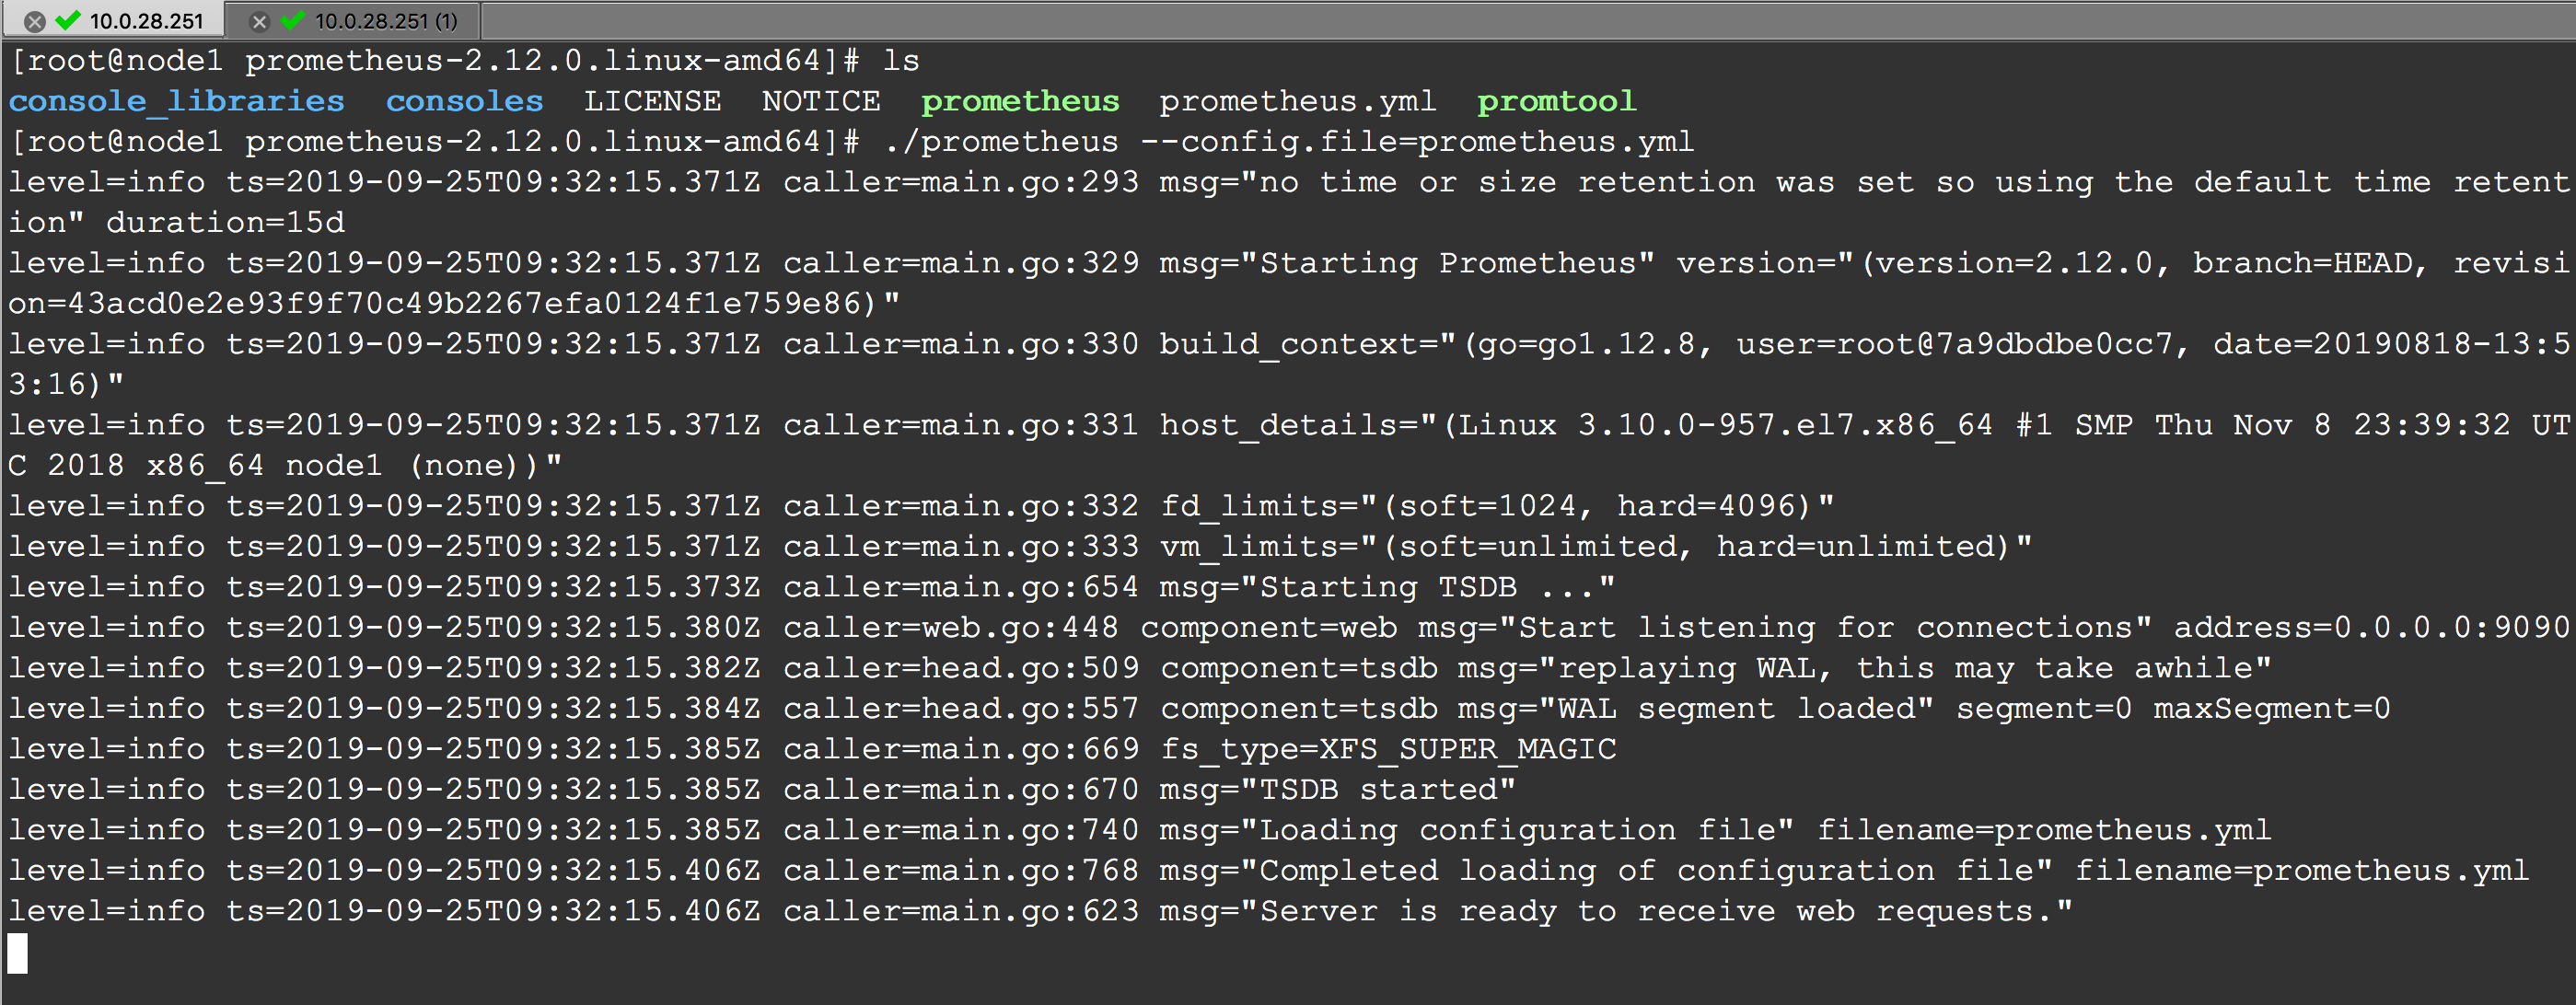 10.0.28.251 10.0.28.251 (1)
[root@node1 prometheus-2.12.0.linux-amd64]# ls
console_libraries consoles LICENSE NOTICE prometheus prometheus.yml promtool
[root@node1 prometheus-2.12.0.linux-amd64]# ./prometheus --config.file=prometheus.yml
level=info ts=2019-09-25T09:32:15.371Z caller=main.go:293 msg="no time or size retention was set so using the default time retent
ion" duration=15d
level=info ts=2019-09-25T09:32:15.371Z caller=main.go:329 msg="Starting Prometheus" version="(version=2.12.0, branch=HEAD, revisi
on=43acd0e2e93f9f70c49b2267efa0124f1e759e86)"
level=info ts=2019-09-25T09:32:15.371Z caller=main.go:330 build_context="(go=go1.12.8, user=root@7a9dbdbe0cc7, date=20190818-13:5
3:16)"
level=info ts=2019-09-25T09:32:15.371Z caller=main.go:331 host_details="(Linux 3.10.0-957.el7.x86_64 #1 SMP Thu Nov 8 23:39:32 UT
C 2018 x86_64 node1 (none))"
level=info ts=2019-09-25T09:32:15.371Z caller=main.go:332 fd_limits="(soft=1024, hard=4096)"
level=info ts=2019-09-25T09:32:15.371Z caller=main.go:333 vm_limits="(soft=unlimited, hard=unlimited)"
level=info ts=2019-09-25T09:32:15.373Z caller=main.go:654 msg="Starting TSDB ..."
level=info ts=2019-09-25T09:32:15.380Z caller=web.go:448 component=web msg="Start listening for connections" address=0.0.0.0:9090
level=info ts=2019-09-25T09:32:15.382Z caller=head.go:509 component=tsdb msg="replaying WAL, this may take awhile"
level=info ts=2019-09-25T09:32:15.384Z caller=head.go:557 component=tsdb msg="WAL segment loaded" segment=0 maxSegment=0
level=info ts=2019-09-25T09:32:15.385Z caller=main.go:669 fs_type=XFS_SUPER_MAGIC
level=info ts=2019-09-25T09:32:15.385Z caller=main.go:670 msg="TSDB started"
level=info ts=2019-09-25T09:32:15.385Z caller=main.go:740 msg="Loading configuration file" filename=prometheus.yml
level=info ts=2019-09-25T09:32:15.406Z caller=main.go:768 msg="Completed loading of configuration file" filename=prometheus.yml
level=info ts=2019-09-25T09:32:15.406Z caller=main.go:623 msg="Server is ready to receive web requests."